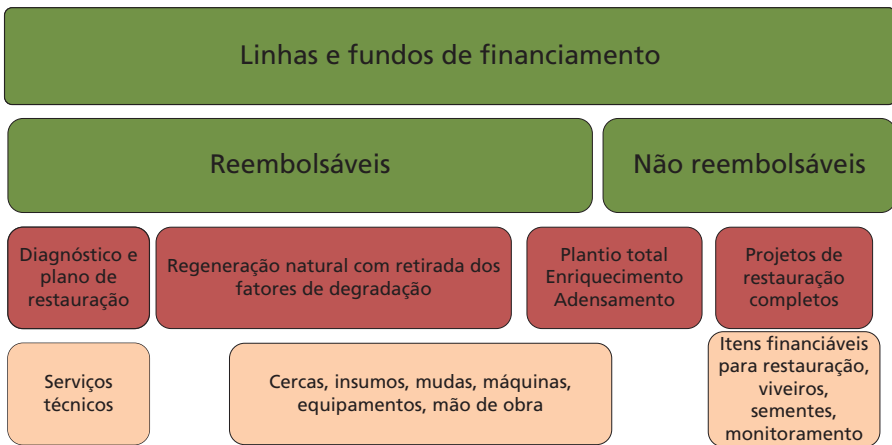 Linhas e fundos de financiamento
Reembolsáveis
Não reembolsáveis
Diagnóstico e
plano de
restauração
Regeneração natural com retirada dos
fatores de degradação
Plantio total
Enriquecimento
Adensamento
Projetos de
restauração
completos
Serviços
técnicos
Cercas, insumos, mudas, máquinas,
equipamentos, mão de obra
Itens financiáveis
para restauração,
viveiros,
sementes,
monitoramento